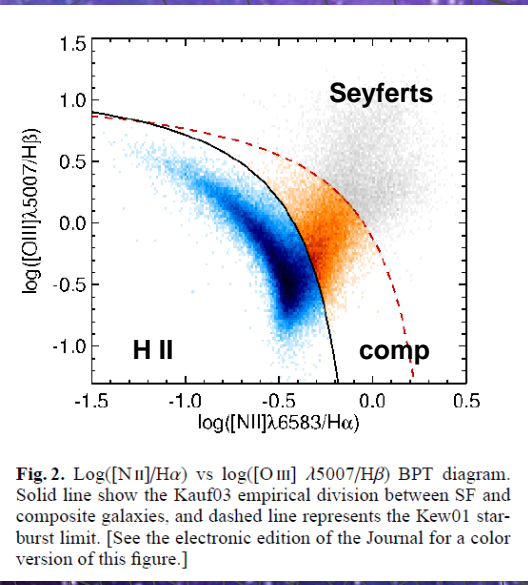 1.5
1.0
0.5
0.0
-0.5
-1.0
log([OIII]λ5007/Hβ)
Seyferts
H II
comp
-1.5 -1.0 -0.5 0.0 0.5
log([NII]λ6583/Hα)
Fig. 2. Log([N II]/Hα) vs log([O III] λ5007/Hβ) BPT diagram.
Solid line show the Kauf03 empirical division between SF and
composite galaxies, and dashed line represents the Kew01 star-
burst limit. [See the electronic edition of the Journal for a color
version of this figure.]